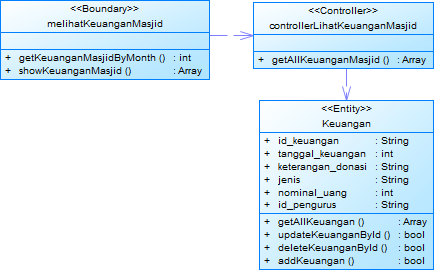 <<Boundary>>
melihatKeuanganMasjid
+ getKeuanganMasjidByMonth () : int
+ showKeuanganMasjid () : Array
<<Controller>>
controllerLihatKeuanganMasjid
+ getAllKeuanganMasjid () : Array
<<Entity>>
Keuangan
+ id_keuangan : String
+ tanggal_keuangan : int
+ keterangan_donasi : String
+ jenis : String
+ nominal_uang : int
+ id_pengurus : String
+ getAllKeuangan () : Array
+ updateKeuanganById () : bool
+ deleteKeuanganById () : bool
+ addKeuangan () : bool